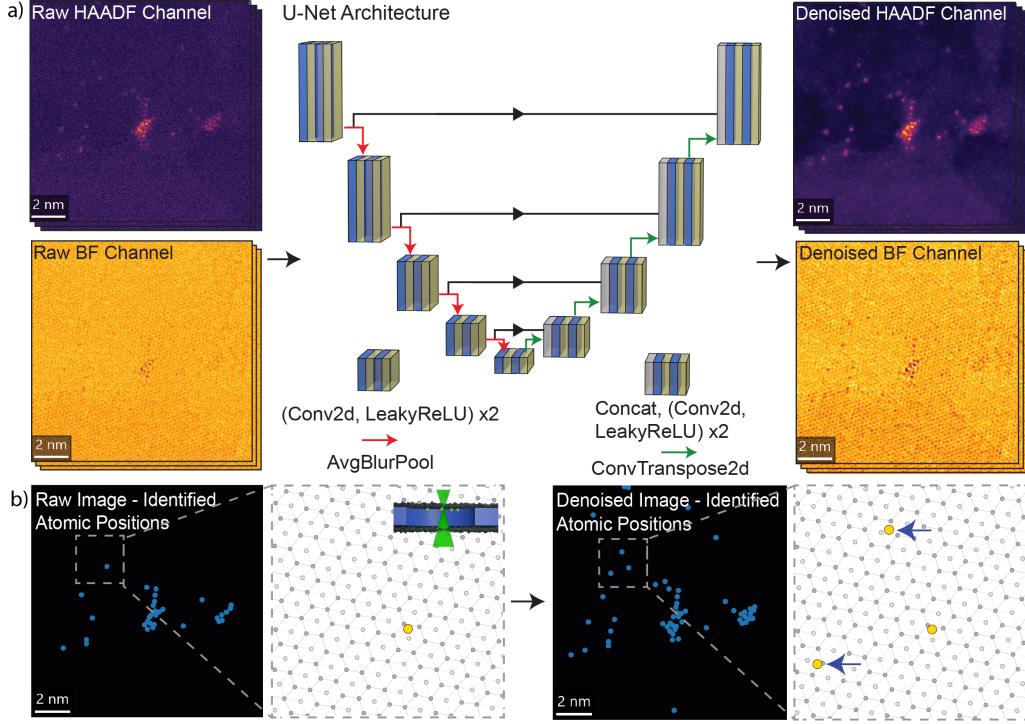 a)
Raw HAADF Channel
U-Net Architecture
Denoised HAADF Channel
2 nm
2 nm
Raw BF Channel
Denoised BF Channel
2 nm
2 nm
(Conv2d, LeakyReLU) x2
AvgBlurPool
Concat, (Conv2d,
LeakyReLU) x2
ConvTranspose2d
b)
Raw Image - Identified
Atomic Positions
2 nm
Denoised Image - Identified
Atomic Positions
2 nm